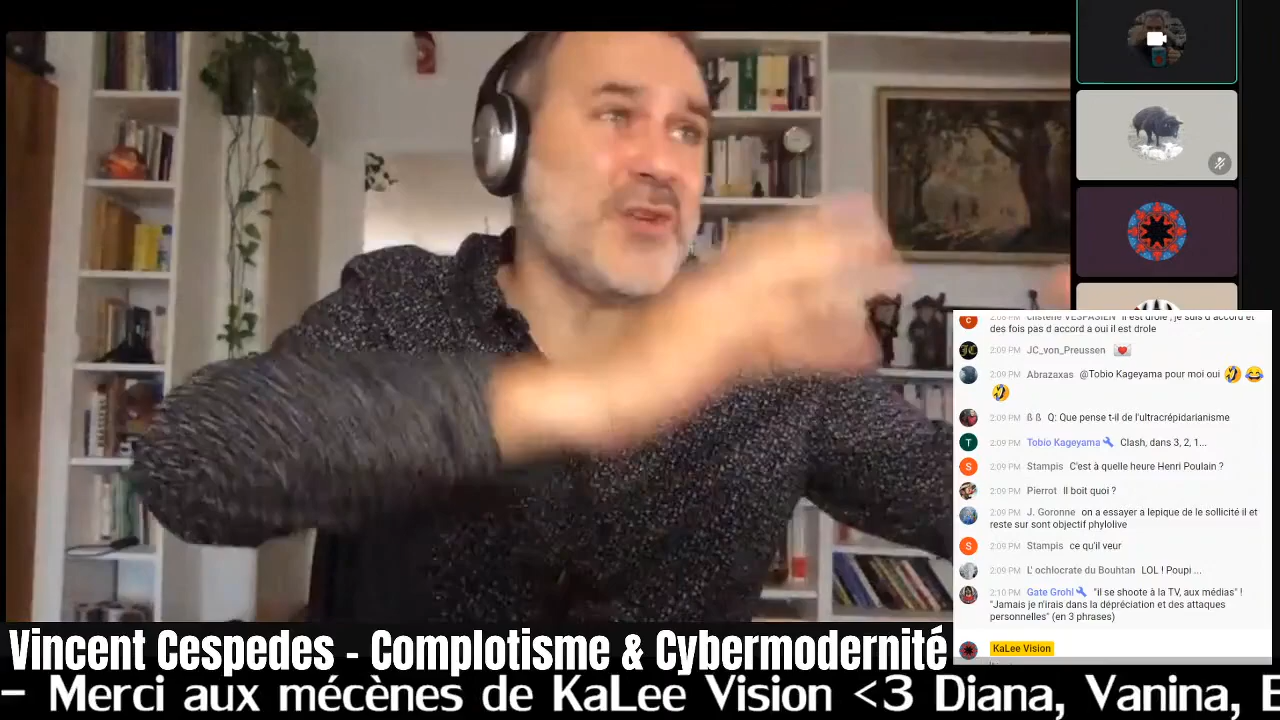 2:08 PM Clistène VESPASIEN il est drole , je suis d'accord et
des fois pas d accord a oui il est drole
2:09 PM JC_von_Preussen
2:09 PM Abrazaxas @Tobio Kageyama pour moi oui
2:09 PM ß ß Q: Que pense t-il de l'ultracrépidarianisme
2:09 PM Tobio Kageyama Clash, dans 3, 2, 1...
2:09 PM Stampis C'est à quelle heure Henri Poulain ?
2:09 PM Pierrot Il boit quoi ?
2:09 PM J. Goronne on a essayer a lepique de le sollicité il et
reste sur sont objectif phylolive
2:09 PM Stampis ce qu'il veur
2:09 PM L' ochlocrate du Bouhtan LOL ! Poupi ...
2:10 PM Gate Grohl "il se shoote à la TV, aux médias" !
"Jamais je n'irais dans la dépréciation et des attaques
personnelles" (en 3 phrases)
KaLee Vision
Vincent Cespedes - Complotisme & Cybermodernité
– Merci aux mécènes de KaLee Vision <3 Diana, Vanina, E